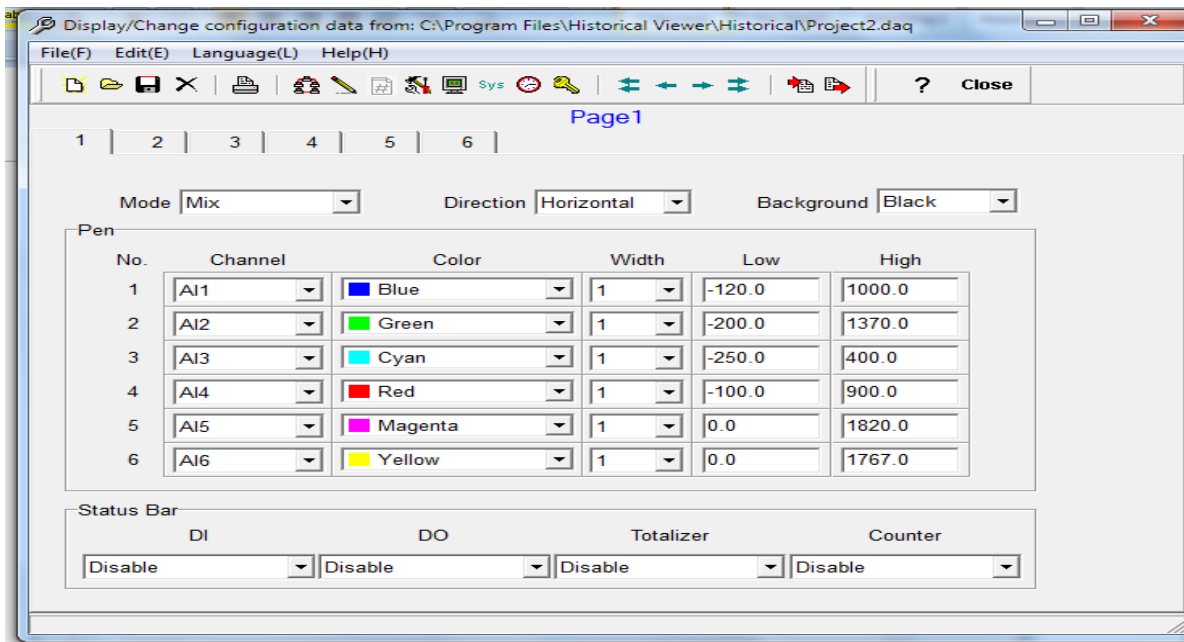 Display/Change configuration data from: C:\Program Files\Historical Viewer\Historical\Project2.daq
File(F) Edit(E) Language(L) Help(H)
Sys ? Close
Page1
1 2 3 4 5 6
Mode Mix Direction Horizontal Background Black
Pen
No. Channel Color Width Low High
1 AI1 Blue 1 -120.0 1000.0
2 AI2 Green 1 -200.0 1370.0
3 AI3 Cyan 1 -250.0 400.0
4 AI4 Red 1 -100.0 900.0
5 AI5 Magenta 1 0.0 1820.0
6 AI6 Yellow 1 0.0 1767.0
Status Bar
DI DO Totalizer Counter
Disable Disable Disable Disable